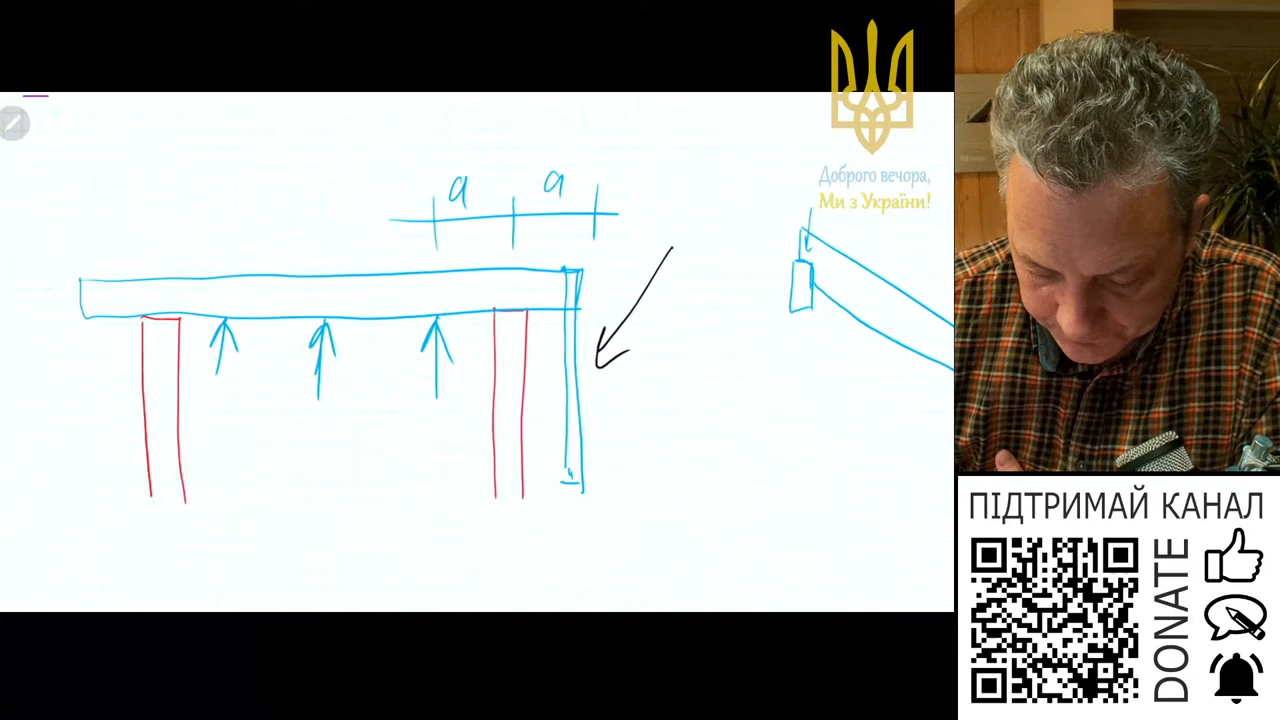 a a
Доброго вечора,
Ми з України!
ПІДТРИМАЙ КАНАЛ
DONATE